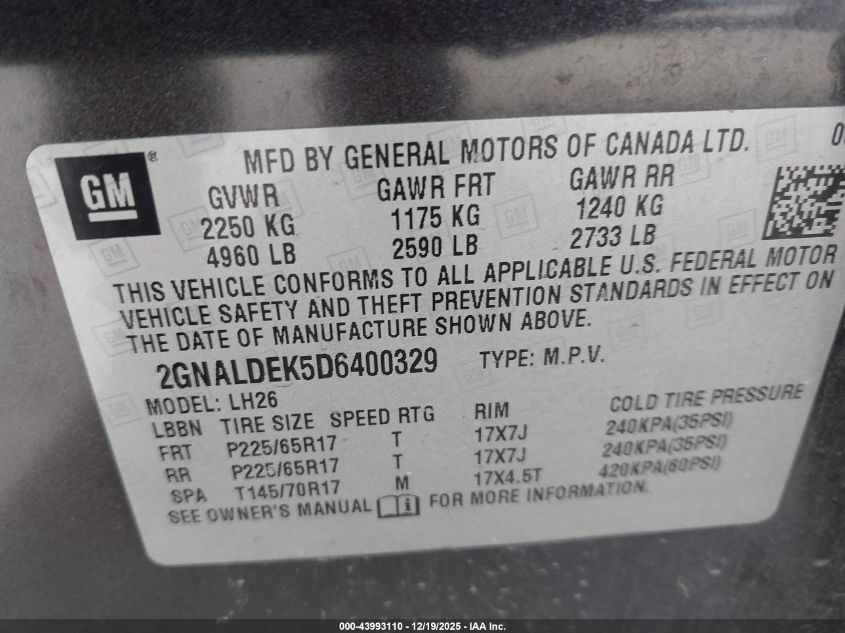 GM ® MFD BY GENERAL MOTORS OF CANADA LTD.
GVWR GAWR FRT GAWR RR
2250 KG 1175 KG 1240 KG
4960 LB 2590 LB 2733 LB
THIS VEHICLE CONFORMS TO ALL APPLICABLE U.S. FEDERAL MOTOR
VEHICLE SAFETY AND THEFT PREVENTION STANDARDS IN EFFECT ON
THE DATE OF MANUFACTURE SHOWN ABOVE.
2GNALDEK5D6400329 TYPE: M.P.V.
MODEL: LH26
LBBN TIRE SIZE SPEED RTG RIM COLD TIRE PRESSURE
FRT P225/65R17 T 17X7J 240KPA(35PSI)
RR P225/65R17 T 17X7J 240KPA(35PSI)
SPA T145/70R17 M 17X4.5T 420KPA(60PSI)
SEE OWNER'S MANUAL FOR MORE INFORMATION.
000-43993110 - 12/19/2025 - IAA Inc.